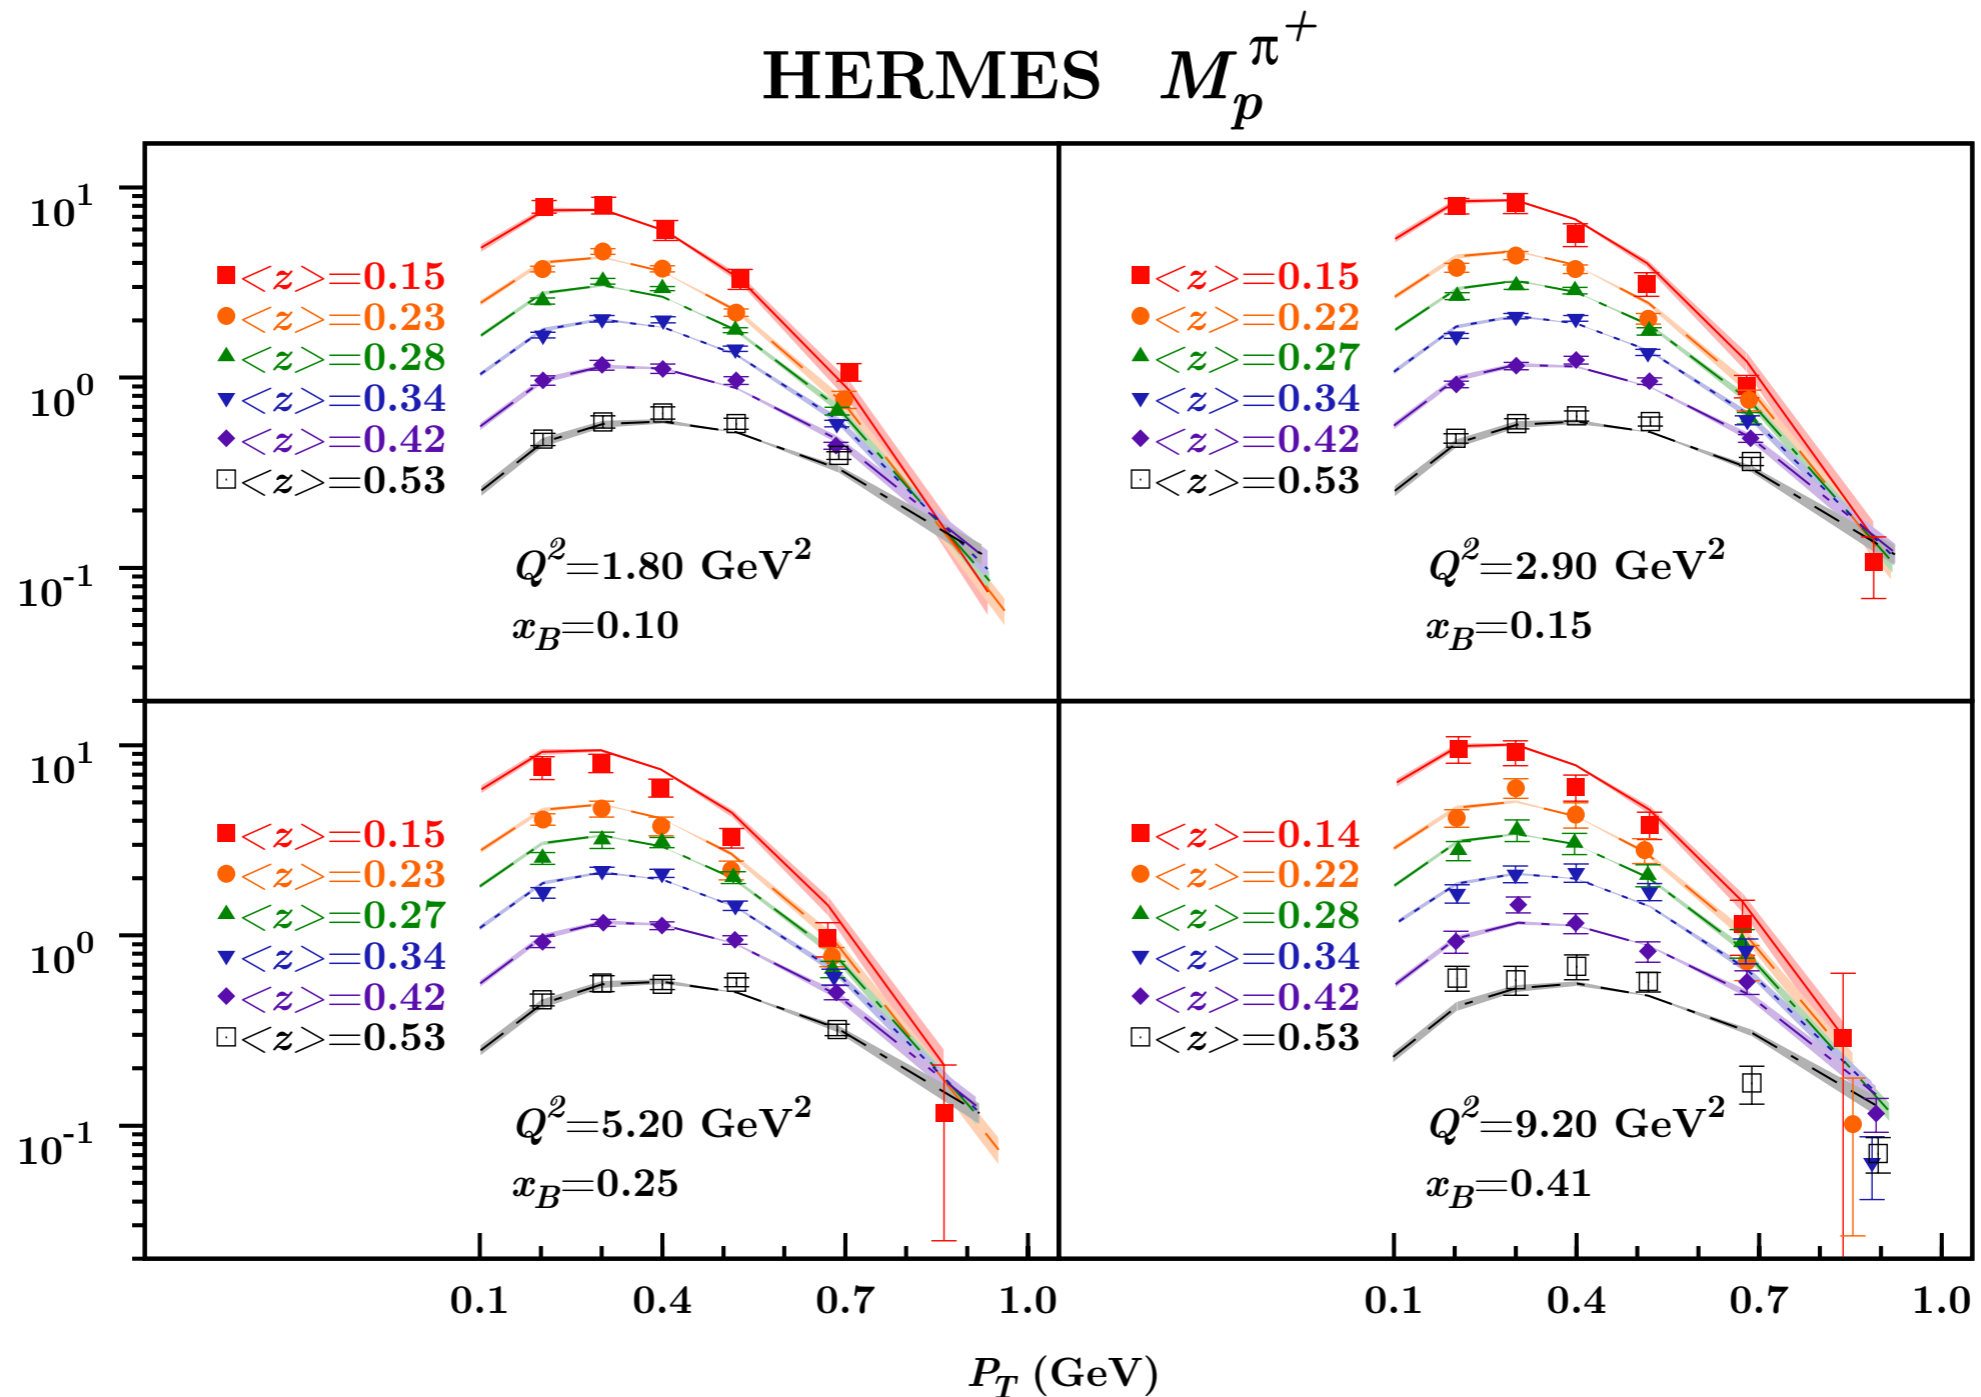 HERMES M_p^{π^+}
10^1
10^0
10^{-1}
<z>=0.15
<z>=0.23
<z>=0.28
<z>=0.34
<z>=0.42
<z>=0.53
Q^2=1.80 GeV^2
x_B=0.10
<z>=0.15
<z>=0.22
<z>=0.27
<z>=0.34
<z>=0.42
<z>=0.53
Q^2=2.90 GeV^2
x_B=0.15
10^1
10^0
10^{-1}
<z>=0.15
<z>=0.23
<z>=0.27
<z>=0.34
<z>=0.42
<z>=0.53
Q^2=5.20 GeV^2
x_B=0.25
<z>=0.14
<z>=0.22
<z>=0.28
<z>=0.34
<z>=0.42
<z>=0.53
Q^2=9.20 GeV^2
x_B=0.41
0.1 0.4 0.7 1.0 0.1 0.4 0.7 1.0
P_T (GeV)